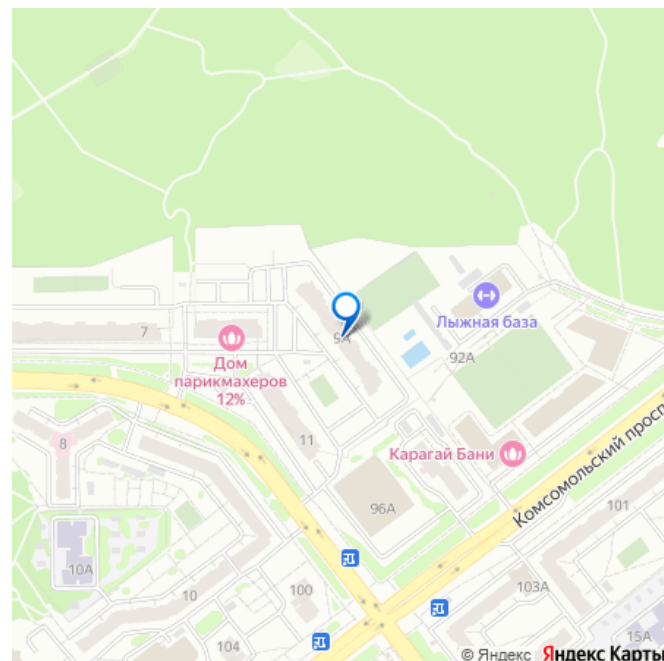 7
9А
Лыжная база
Дом
парикмахеров
12%
92А
8
11
Карагай Бани
Комсомольский просп
96А
101
10А
10
100
103А
104
15А
© Яндекс Яндекс Карты